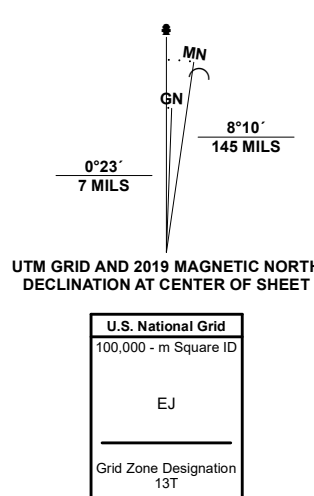 MN
GN
8°10´
145 MILS
0°23´
7 MILS
UTM GRID AND 2019 MAGNETIC NORTH
DECLINATION AT CENTER OF SHEET
U.S. National Grid
100,000 - m Square ID
EJ
Grid Zone Designation
13T